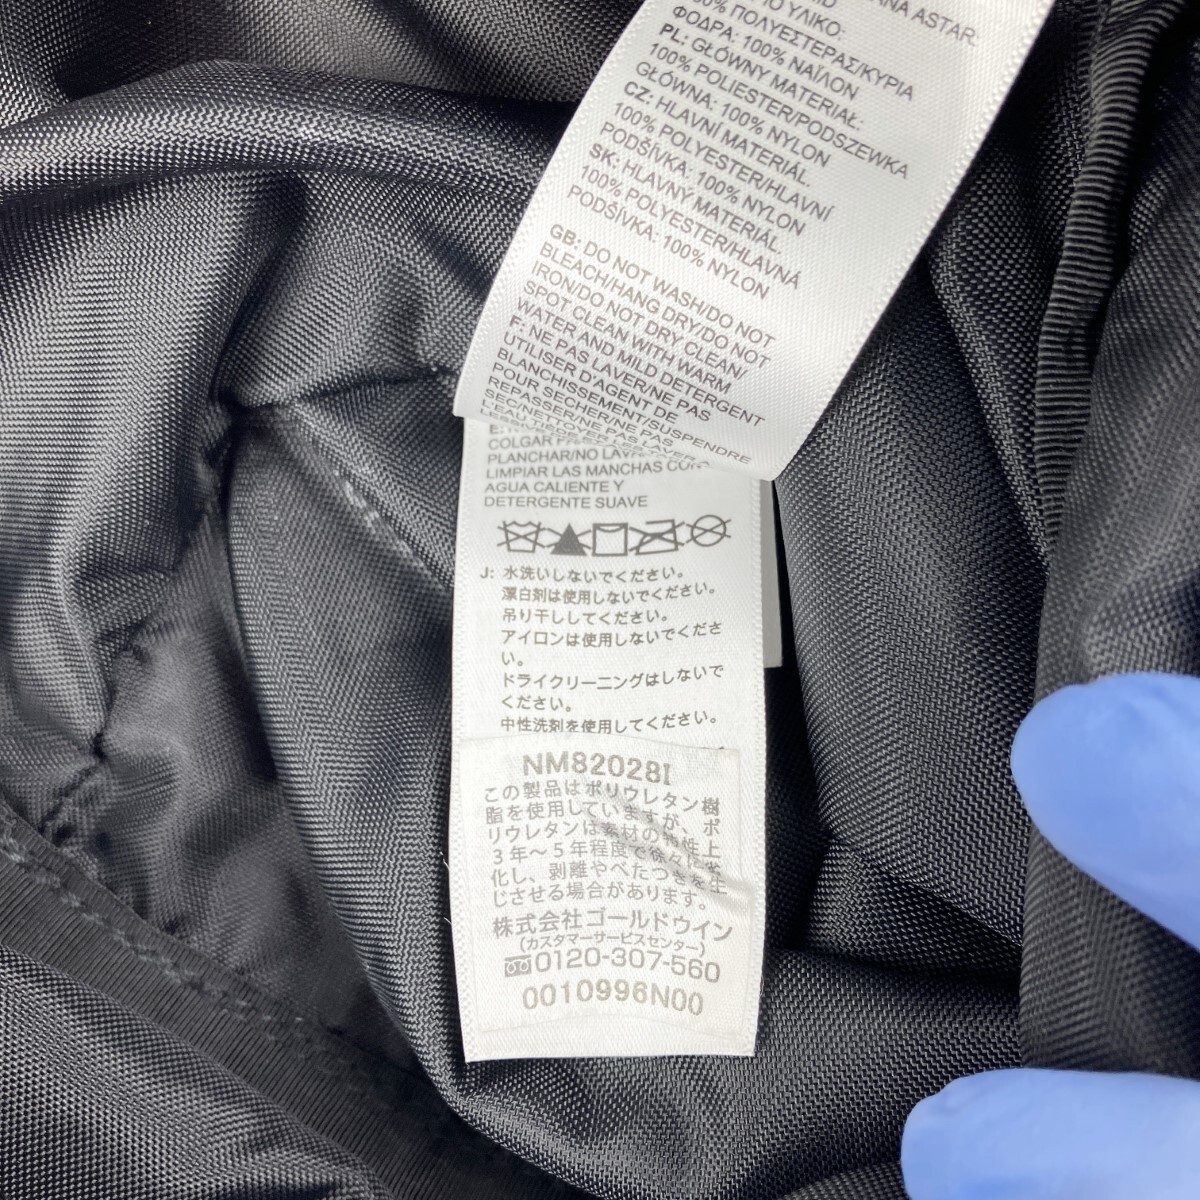 ANA ASTAR:
ΥΛΙΚΟ:
ΠΟΛΥΕΣΤΕΡΑΣ/ΚΥΡΙΑ
ΦΟΔΡΑ: 100% ΝΑΪΛΟΝ
PL: GŁÓWNY MATERIAŁ.
100% POLIESTER/PODSZEWKA
GŁÓWNA: 100% NYLON
CZ: HLAVNÍ MATERIÁL.
100% POLYESTER/HLAVNÍ
PODŠÍVKA: 100% NYLON
SK: HLAVNÝ MATERIÁL
100% POLYESTER/HLAVNÁ
PODŠÍVKA: 100% NYLON
GB: DO NOT WASH/DO NOT
BLEACH/HANG DRY/DO NOT
IRON/DO NOT DRY CLEAN/
SPOT CLEAN WITH WARM
WATER AND MILD DETERGENT
F: NE PAS LAVER/NE PAS
UTILISER D'AGENT DE
BLANCHISSEMENT/SUSPENDRE
POUR SECHER/NE PAS
REPASSER/NE PAS LAVER A
SEC/NETTOYER LES
COLGAR
PLANCHAR/NO
LIMPIAR LAS MANCHAS CON
AGUA CALIENTE Y
DETERGENTE SUAVE
J: 水洗いしないでください。
漂白剤は使用しないでください。
吊り干ししてください。
アイロンは使用しないでくださ
い。
ドライクリーニングはしないで
ください。
中性洗剤を使用してください。
NM82028I
この製品はポリウレタン樹
脂を使用していますが、ポ
リウレタンは素材の特性上
3年～5年程度で徐々に劣
化し、剥離やべたつきを生
じさせる場合があります。
株式会社ゴールドウイン
(カスタマーサービスセンター)
0120-307-560
0010996N00